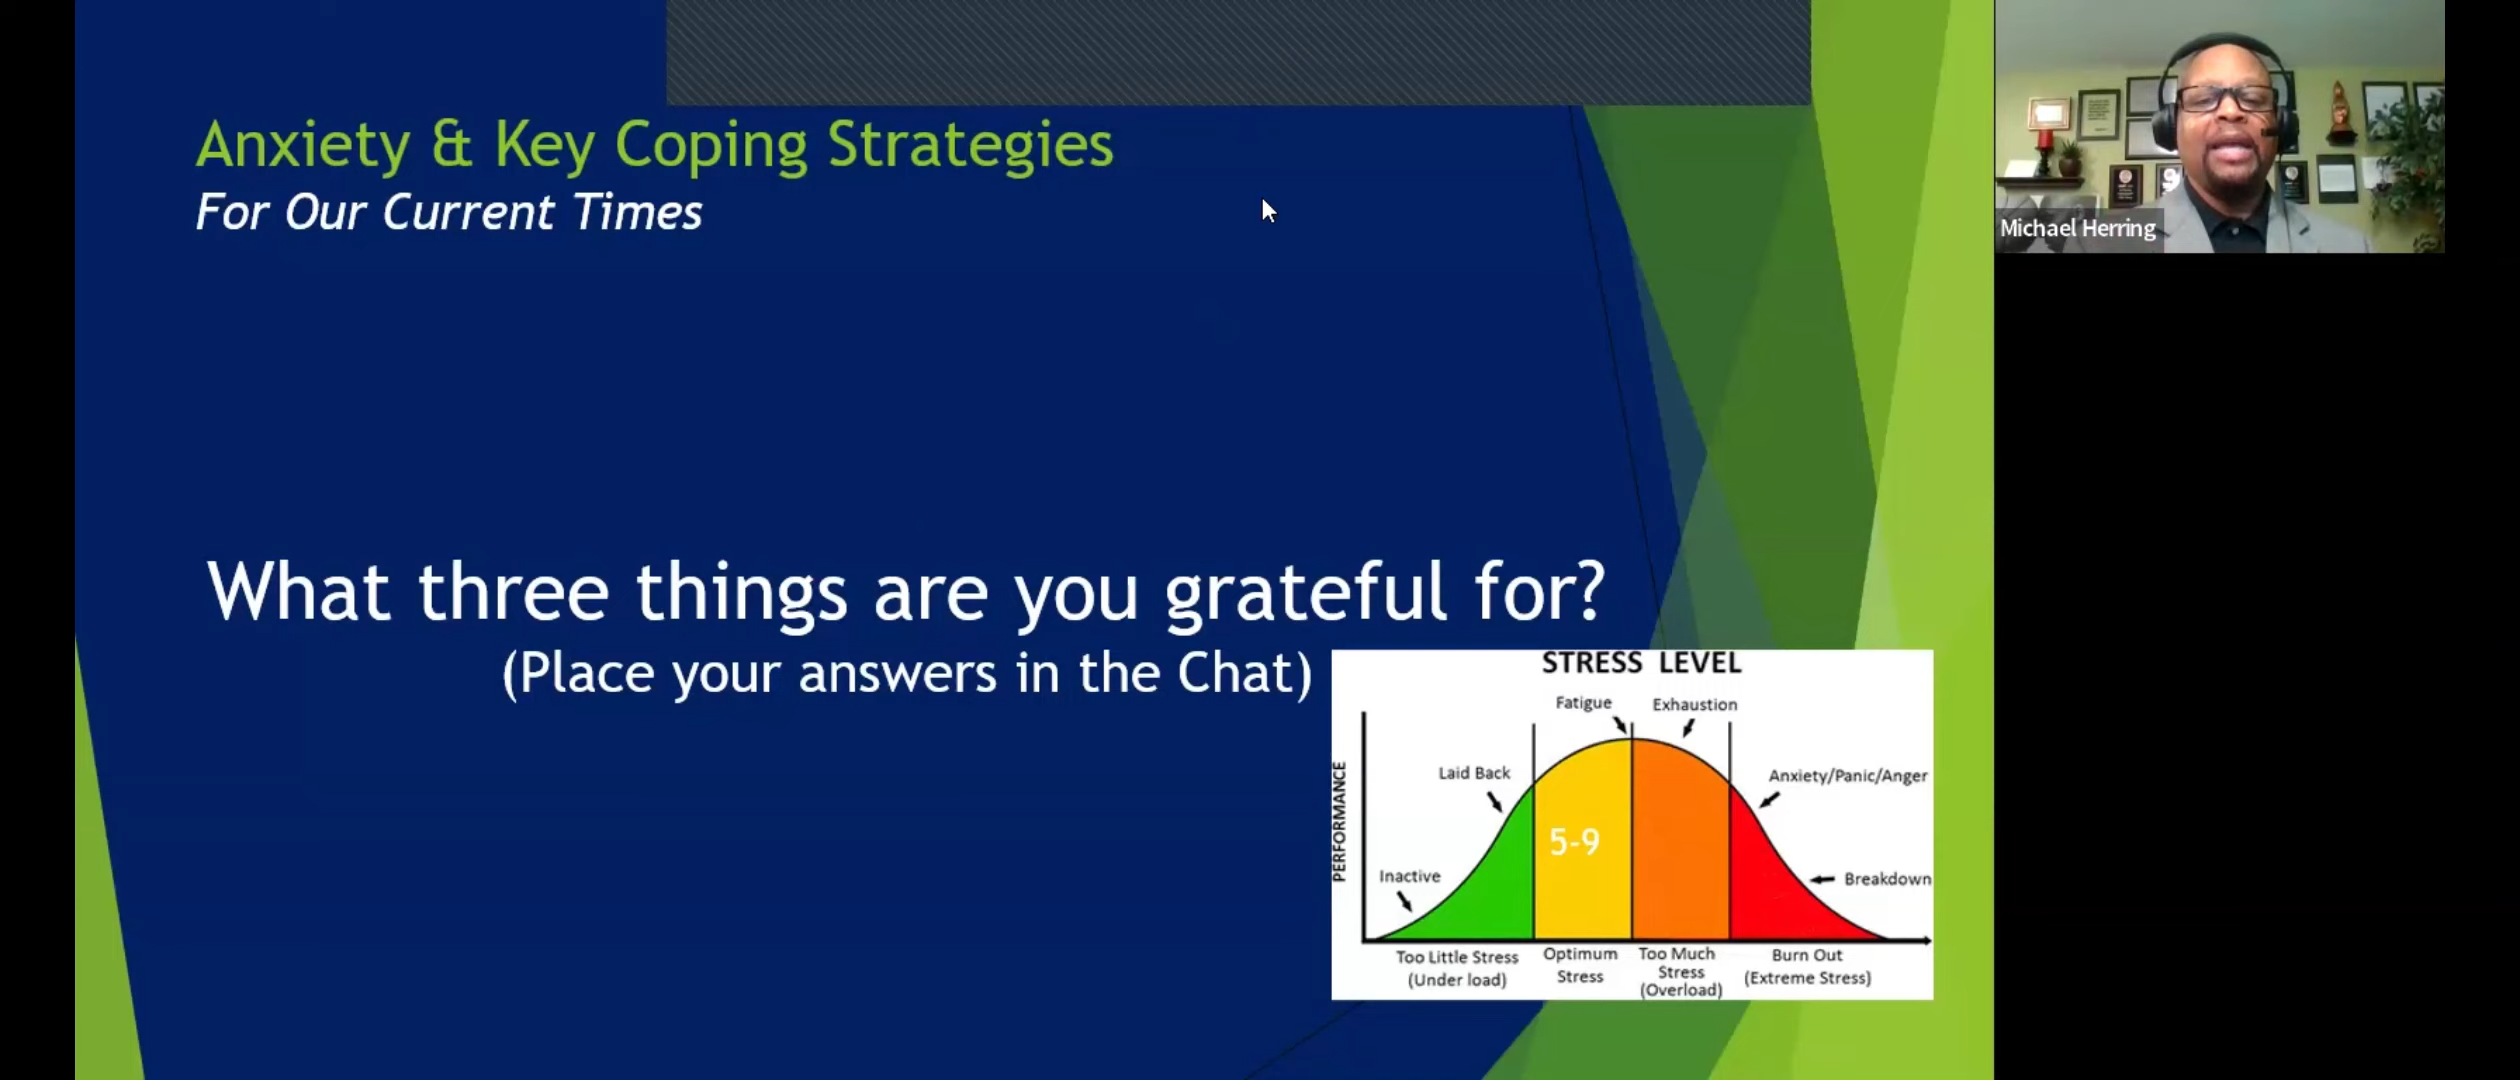 Anxiety & Key Coping Strategies
For Our Current Times
Michael Herring
What three things are you grateful for?
(Place your answers in the Chat)
STRESS LEVEL
Fatigue
Exhaustion
Laid Back
Anxiety/Panic/Anger
PERFORMANCE
5-9
Inactive
Breakdown
Too Little Stress
(Under load)
Optimum
Stress
Too Much
Stress
(Overload)
Burn Out
(Extreme Stress)